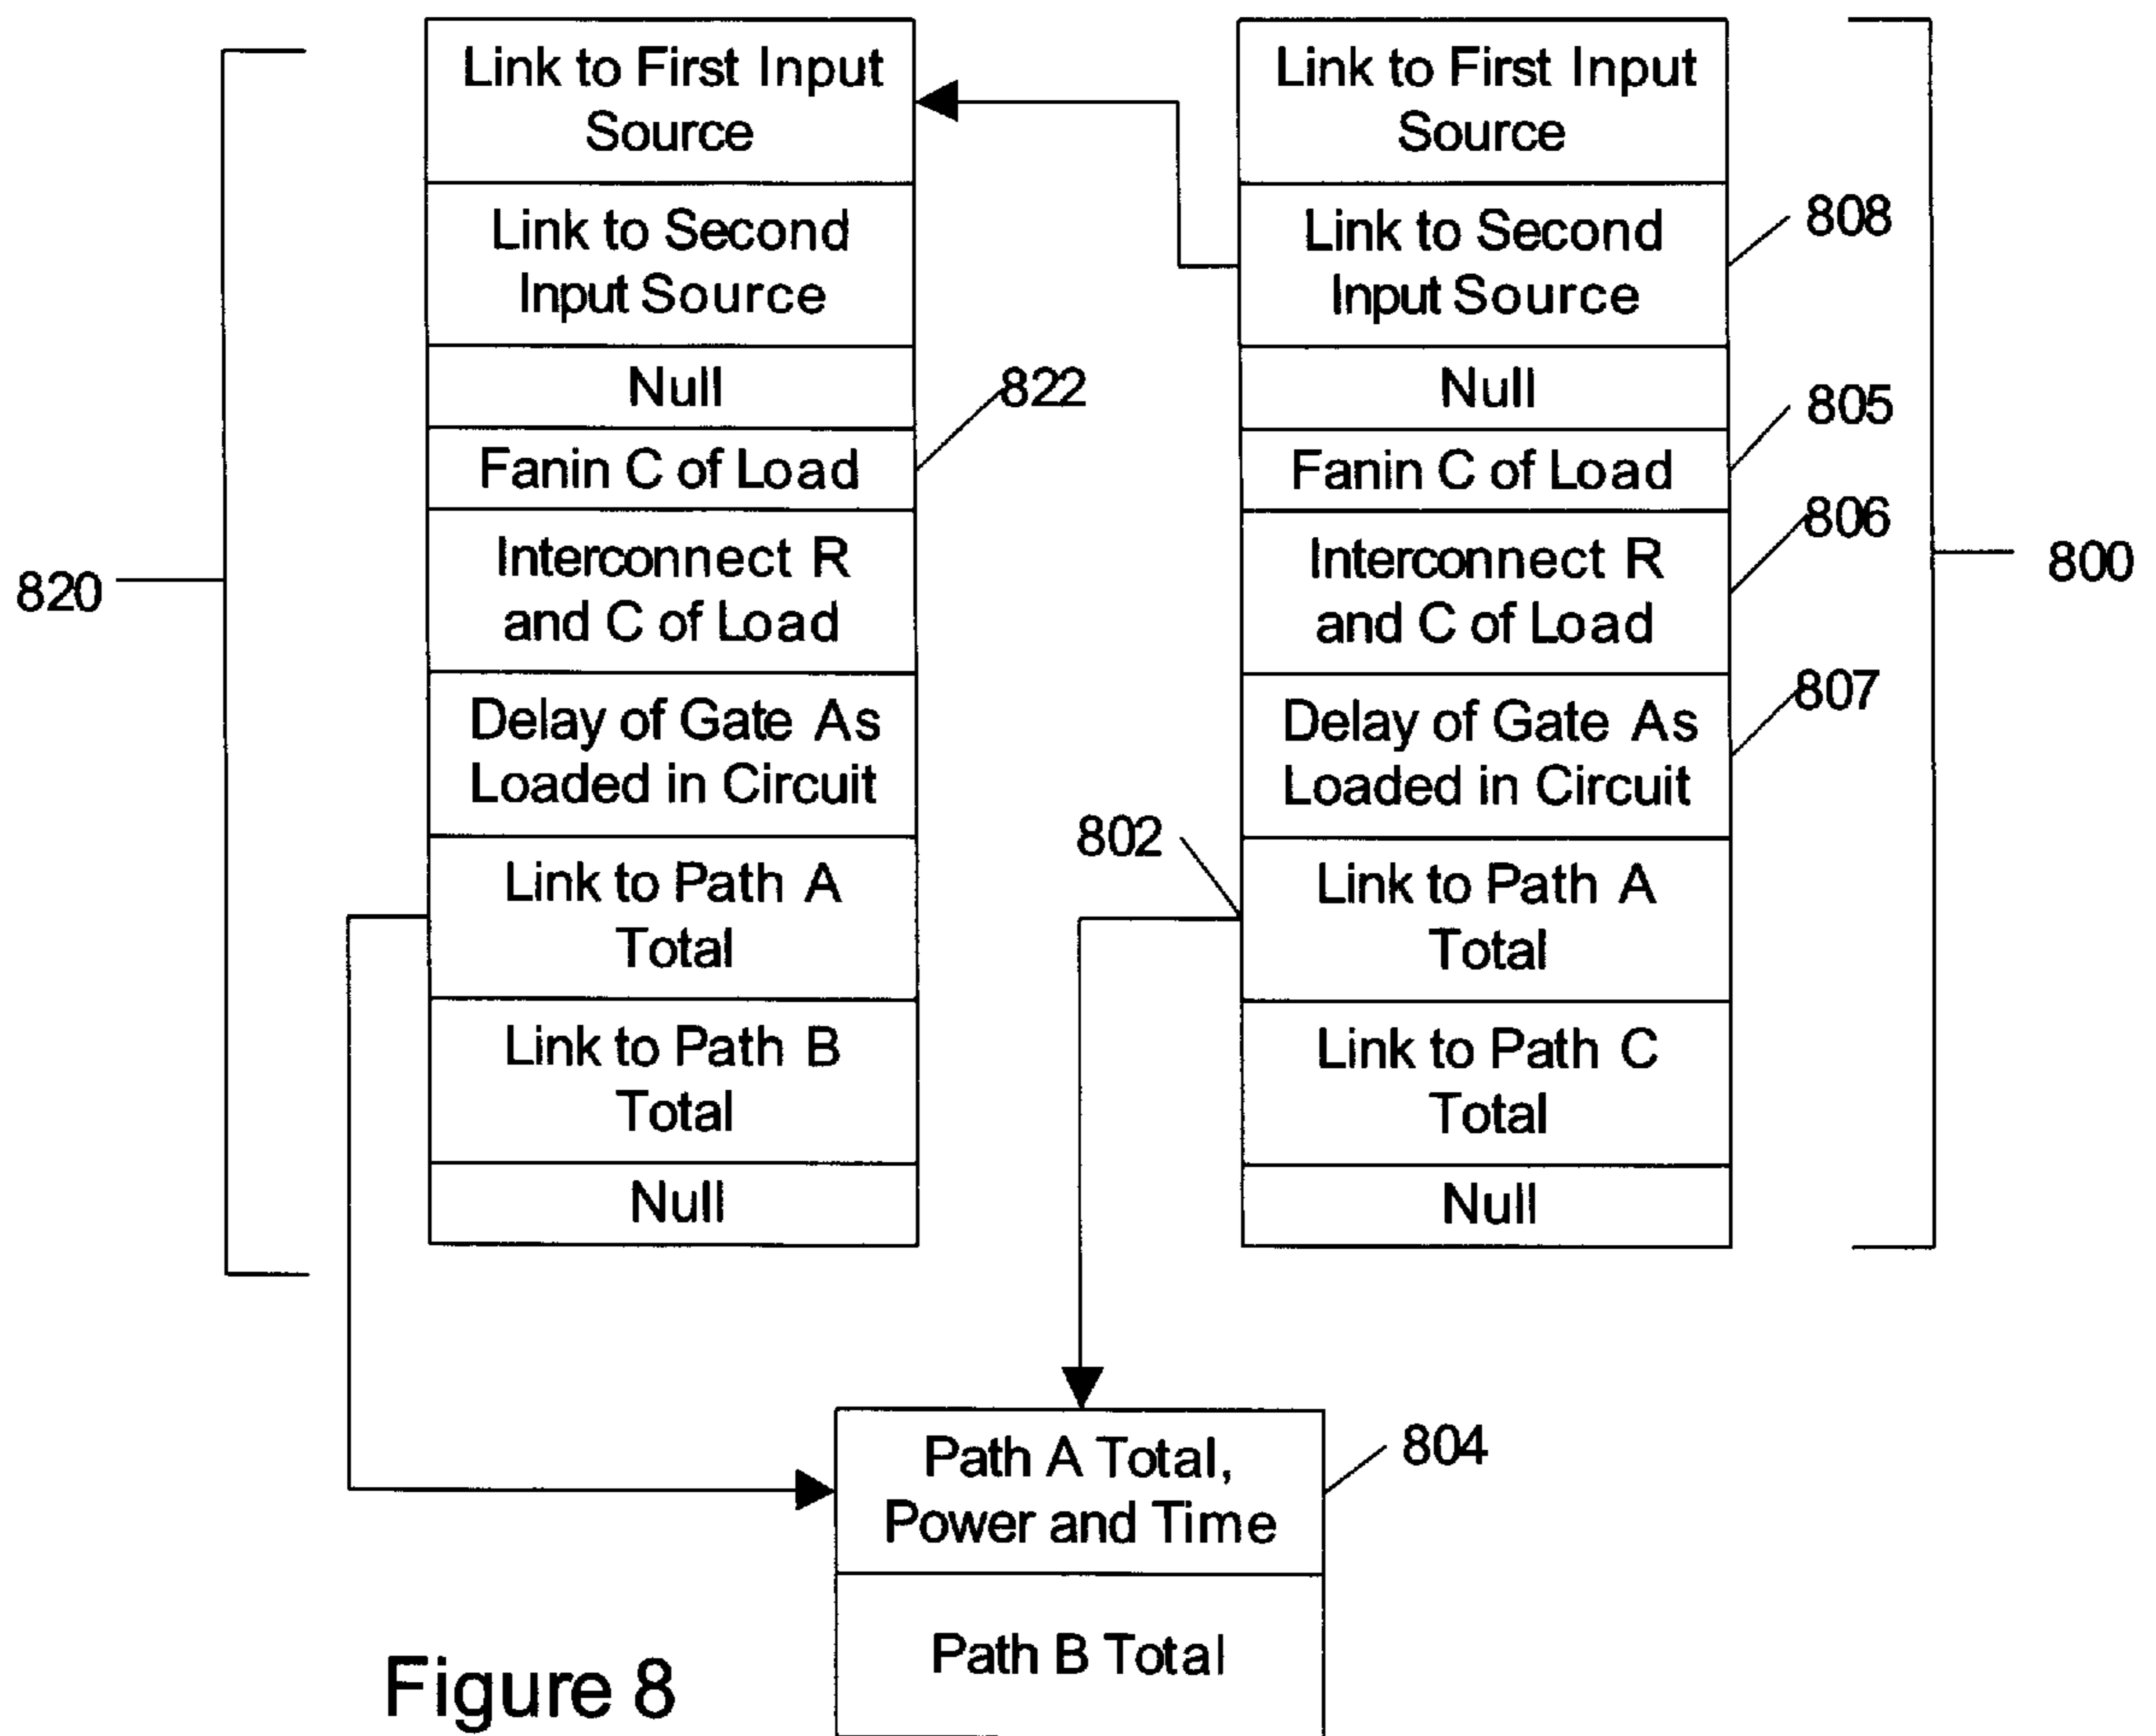 Link to First Input
Source
Link to Second
Input Source
Null
Fanin C of Load
Interconnect R
and C of Load
Delay of Gate As
Loaded in Circuit
Link to Path A
Total
Link to Path B
Total
Null
820
822
Link to First Input
Source
Link to Second
Input Source
Null
Fanin C of Load
Interconnect R
and C of Load
Delay of Gate As
Loaded in Circuit
Link to Path A
Total
Link to Path C
Total
Null
808
805
806
807
802
800
Path A Total,
Power and Time
804
Path B Total
Figure 8